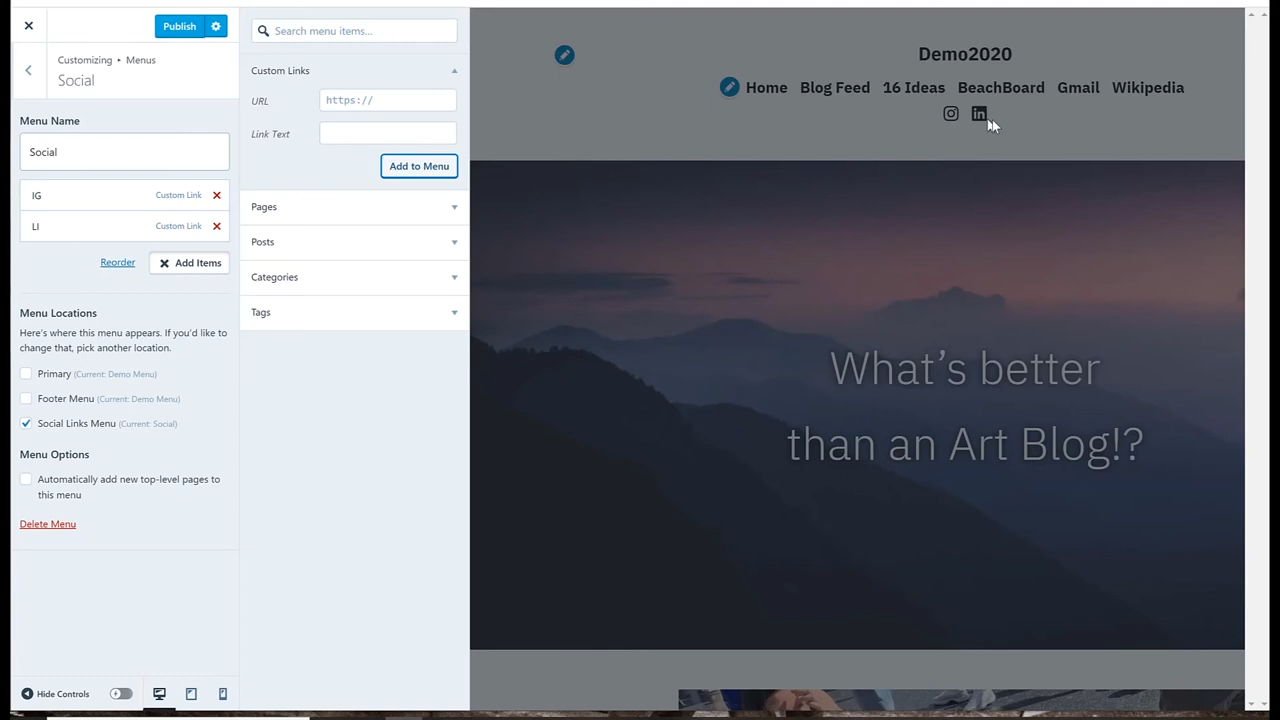 Publish
Customizing • Menus
Social
Menu Name
Social
IG Custom Link
LI Custom Link
Reorder Add Items
Menu Locations
Here's where this menu appears. If you'd like to
change that, pick another location.
Primary (Current: Demo Menu)
Footer Menu (Current: Demo Menu)
Social Links Menu (Current: Social)
Menu Options
Automatically add new top-level pages to
this menu
Delete Menu
Hide Controls
Search menu items...
Custom Links
URL https://
Link Text
Add to Menu
Pages
Posts
Categories
Tags
Demo2020
Home Blog Feed 16 Ideas BeachBoard Gmail Wikipedia
in
What’s better
than an Art Blog!?